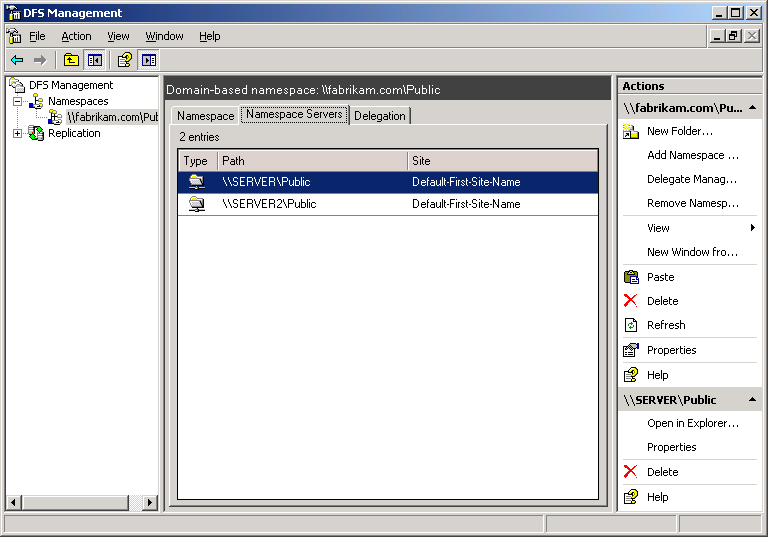 DFS Management
File Action View Window Help
DFS Management
Namespaces
\\fabrikam.com\Pub
Replication
Domain-based namespace: \\fabrikam.com\Public
Namespace Namespace Servers Delegation
2 entries
Type Path Site
\\SERVER\Public Default-First-Site-Name
\\SERVER2\Public Default-First-Site-Name
Actions
\\fabrikam.com\Pu...
New Folder...
Add Namespace ...
Delegate Manag...
Remove Namesp...
View
New Window fro...
Paste
Delete
Refresh
Properties
Help
\\SERVER\Public
Open in Explorer...
Properties
Delete
Help